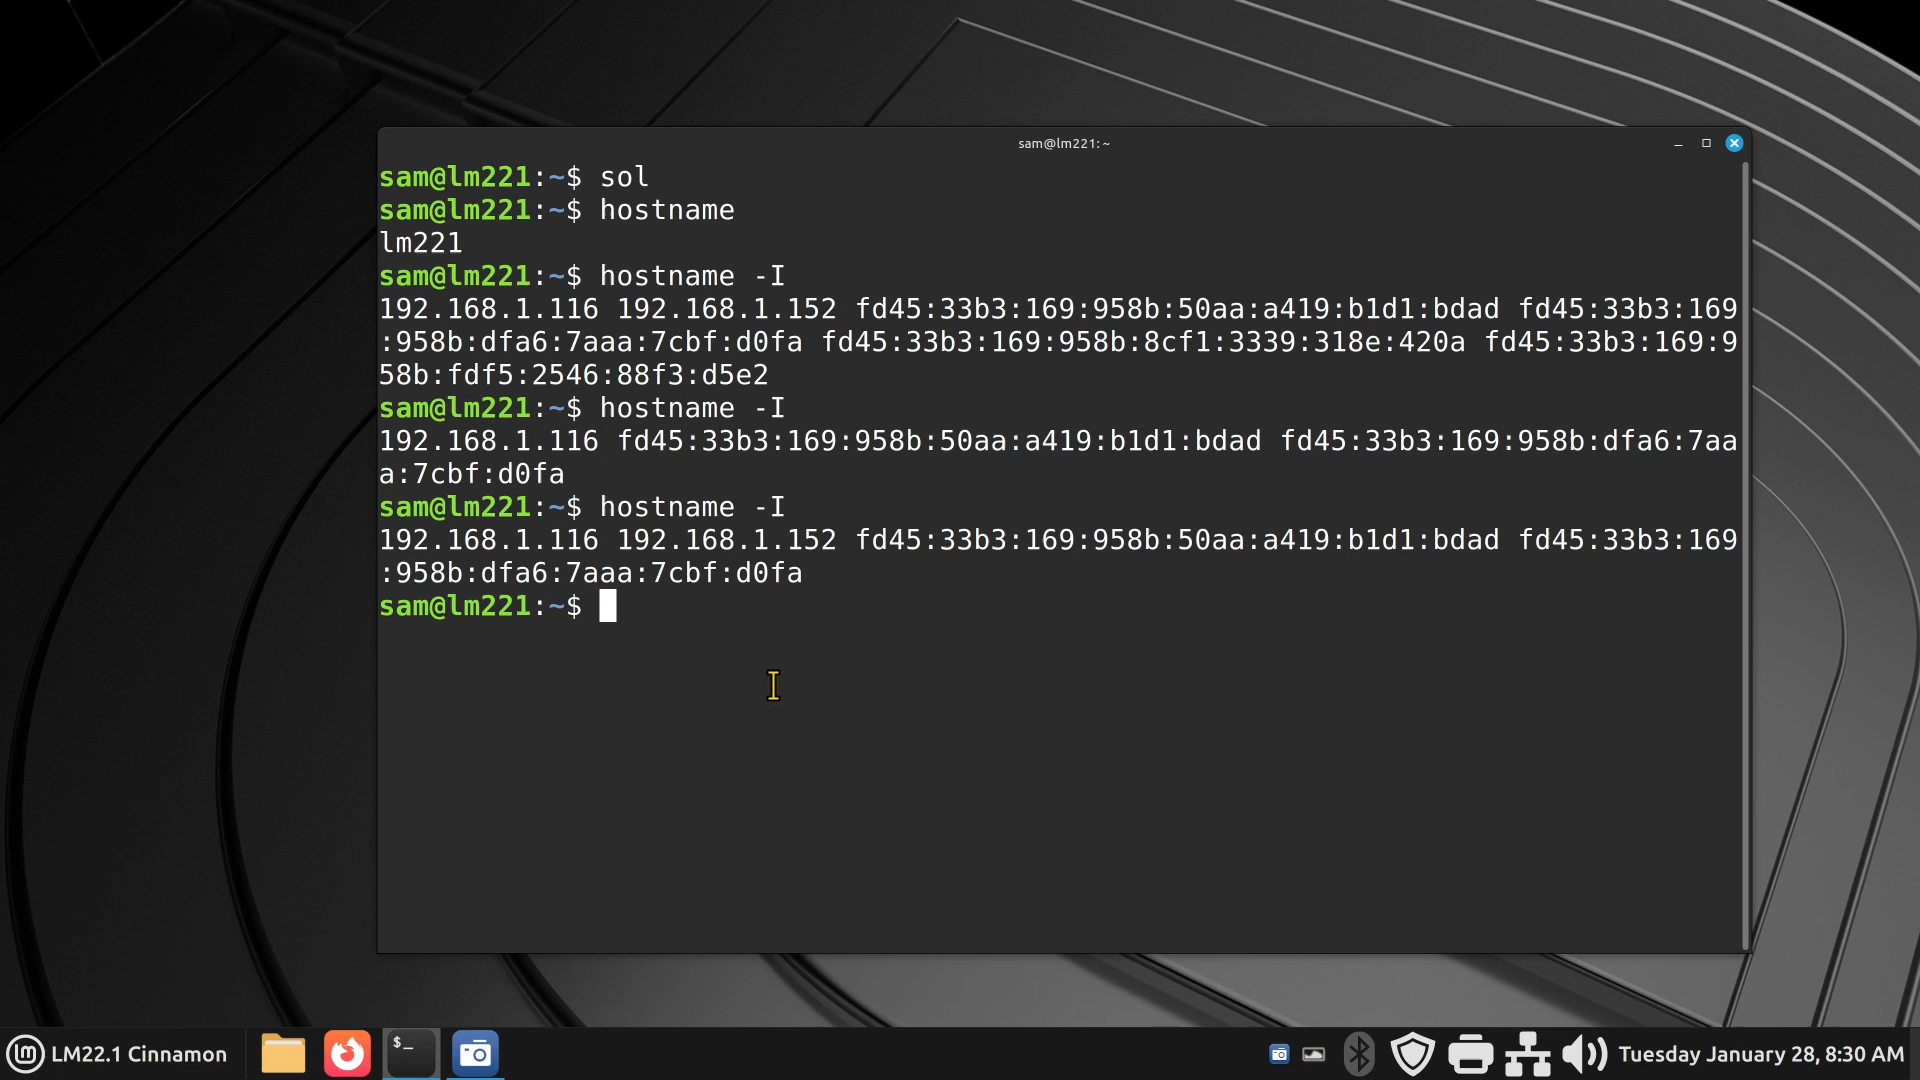 sam@lm221:~
sam@lm221:~$ sol
sam@lm221:~$ hostname
lm221
sam@lm221:~$ hostname -I
192.168.1.116 192.168.1.152 fd45:33b3:169:958b:50aa:a419:b1d1:bdad fd45:33b3:169
:958b:dfa6:7aaa:7cbf:d0fa fd45:33b3:169:958b:8cf1:3339:318e:420a fd45:33b3:169:9
58b:fdf5:2546:88f3:d5e2
sam@lm221:~$ hostname -I
192.168.1.116 fd45:33b3:169:958b:50aa:a419:b1d1:bdad fd45:33b3:169:958b:dfa6:7aa
a:7cbf:d0fa
sam@lm221:~$ hostname -I
192.168.1.116 192.168.1.152 fd45:33b3:169:958b:50aa:a419:b1d1:bdad fd45:33b3:169
:958b:dfa6:7aaa:7cbf:d0fa
sam@lm221:~$
LM22.1 Cinnamon
$_
Tuesday January 28, 8:30 AM